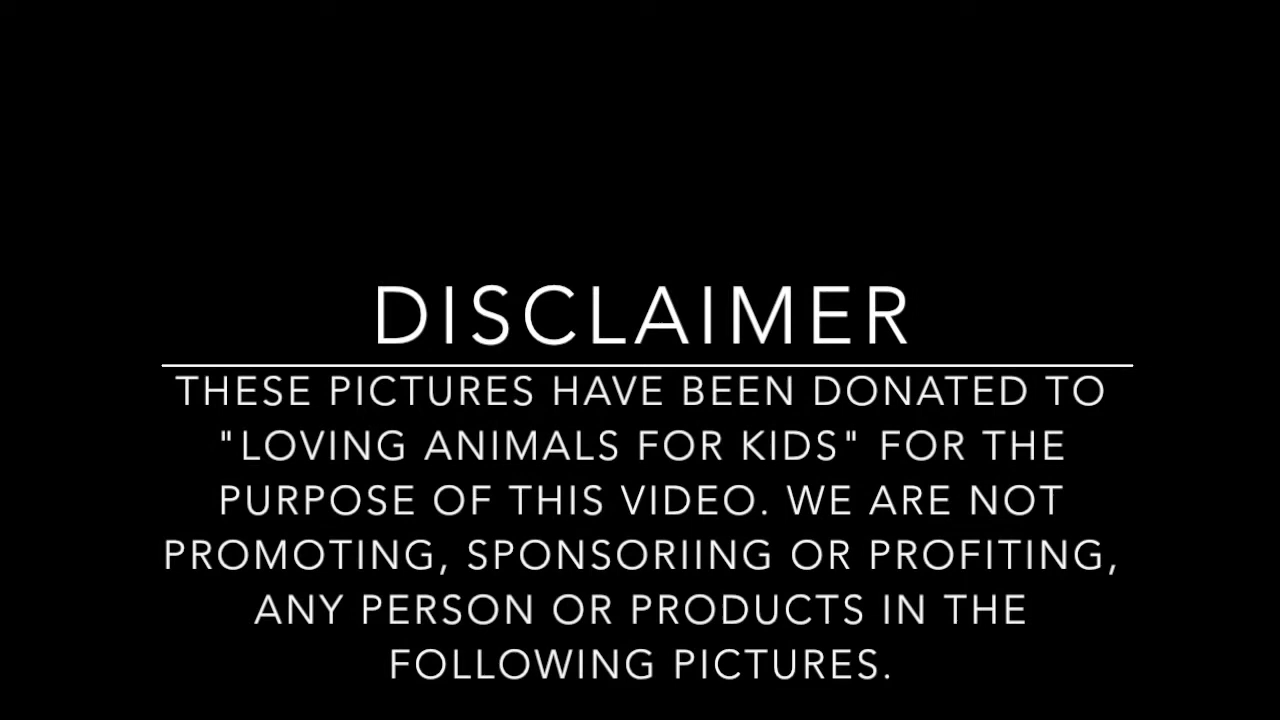 DISCLAIMER
THESE PICTURES HAVE BEEN DONATED TO
"LOVING ANIMALS FOR KIDS" FOR THE
PURPOSE OF THIS VIDEO. WE ARE NOT
PROMOTING, SPONSORIING OR PROFITING,
ANY PERSON OR PRODUCTS IN THE
FOLLOWING PICTURES.